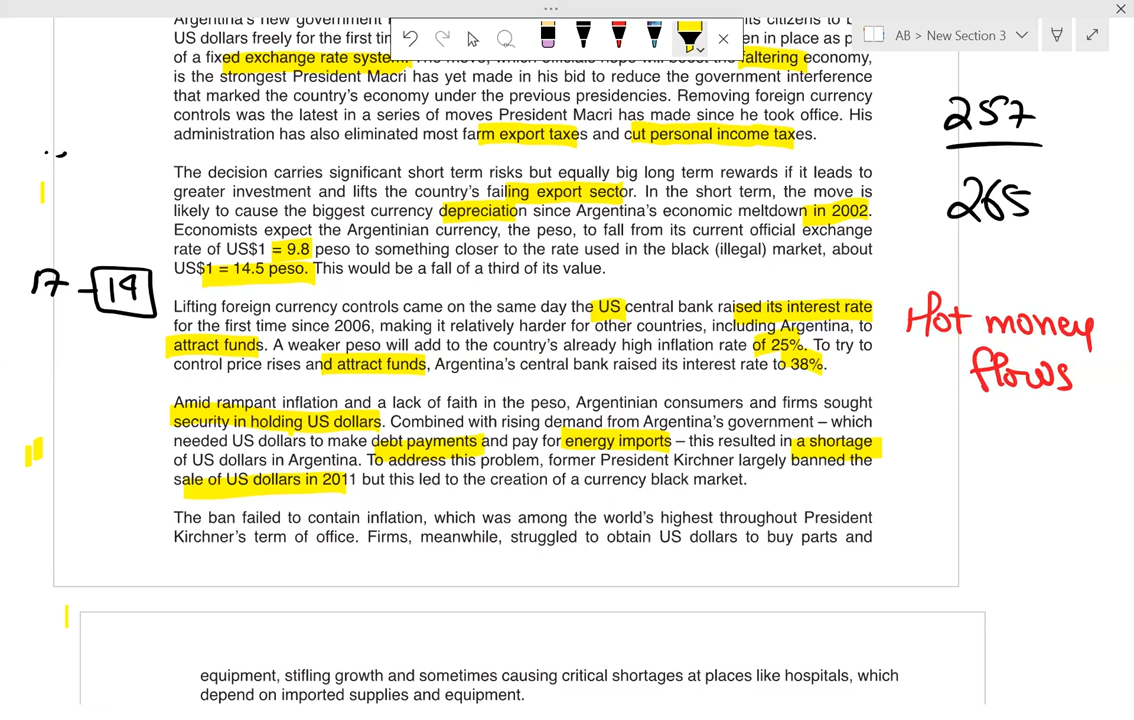 Argentina's new government
its citizens to b
US dollars freely for the first tin
en in place as p
AB > New Section 3
of a fixed exchange rate system.
faltering economy,
is the strongest President Macri has yet made in his bid to reduce the government interference
that marked the country's economy under the previous presidencies. Removing foreign currency
controls was the latest in a series of moves President Macri has made since he took office. His
administration has also eliminated most farm export taxes and cut personal income taxes.
257
265
The decision carries significant short term risks but equally big long term rewards if it leads to
greater investment and lifts the country's failing export sector. In the short term, the move is
likely to cause the biggest currency depreciation since Argentina's economic meltdown in 2002.
Economists expect the Argentinian currency, the peso, to fall from its current official exchange
rate of US$1 = 9.8 peso to something closer to the rate used in the black (illegal) market, about
US$1 = 14.5 peso. This would be a fall of a third of its value.
17 - 19
Lifting foreign currency controls came on the same day the US central bank raised its interest rate
for the first time since 2006, making it relatively harder for other countries, including Argentina, to
attract funds. A weaker peso will add to the country's already high inflation rate of 25%. To try to
control price rises and attract funds, Argentina's central bank raised its interest rate to 38%.
Hot money
flows
Amid rampant inflation and a lack of faith in the peso, Argentinian consumers and firms sought
security in holding US dollars. Combined with rising demand from Argentina's government – which
needed US dollars to make debt payments and pay for energy imports – this resulted in a shortage
of US dollars in Argentina. To address this problem, former President Kirchner largely banned the
sale of US dollars in 2011 but this led to the creation of a currency black market.
The ban failed to contain inflation, which was among the world's highest throughout President
Kirchner's term of office. Firms, meanwhile, struggled to obtain US dollars to buy parts and
equipment, stifling growth and sometimes causing critical shortages at places like hospitals, which
depend on imported supplies and equipment.